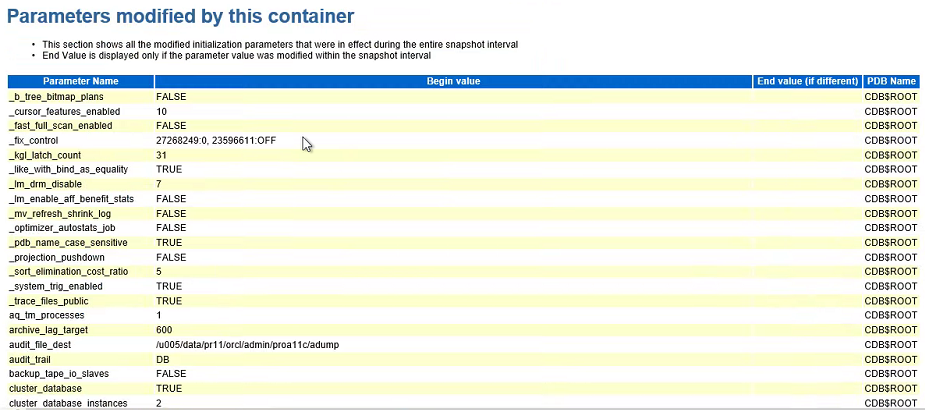 Parameters modified by this container
• This section shows all the modified initialization parameters that were in effect during the entire snapshot interval
• End Value is displayed only if the parameter value was modified within the snapshot interval
Parameter Name Begin value End value (if different) PDB Name
_b_tree_bitmap_plans FALSE CDB$ROOT
_cursor_features_enabled 10 CDB$ROOT
_fast_full_scan_enabled FALSE CDB$ROOT
_fix_control 27268249:0, 23596611:OFF CDB$ROOT
_kgl_latch_count 31 CDB$ROOT
_like_with_bind_as_equality TRUE CDB$ROOT
_lm_drm_disable 7 CDB$ROOT
_lm_enable_aff_benefit_stats FALSE CDB$ROOT
_mv_refresh_shrink_log FALSE CDB$ROOT
_optimizer_autostats_job FALSE CDB$ROOT
_pdb_name_case_sensitive TRUE CDB$ROOT
_projection_pushdown FALSE CDB$ROOT
_sort_elimination_cost_ratio 5 CDB$ROOT
_system_trig_enabled TRUE CDB$ROOT
_trace_files_public TRUE CDB$ROOT
aq_tm_processes 1 CDB$ROOT
archive_lag_target 600 CDB$ROOT
audit_file_dest /u005/data/pr11/orcl/admin/proa11c/adump CDB$ROOT
audit_trail DB CDB$ROOT
backup_tape_io_slaves FALSE CDB$ROOT
cluster_database TRUE CDB$ROOT
cluster_database_instances 2 CDB$ROOT